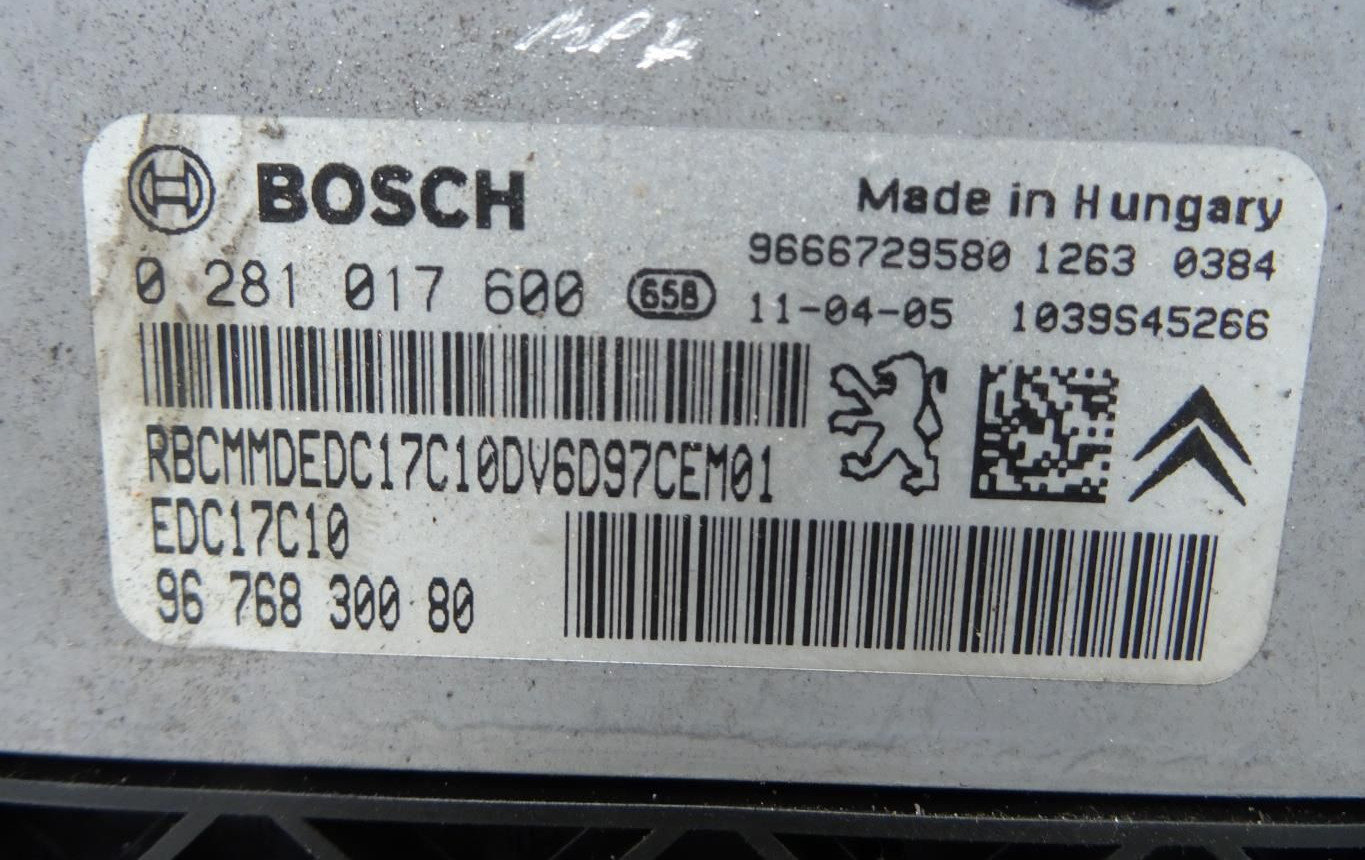 MPK
BOSCH
Made in Hungary
9666729580 1263 0384
0 281 017 600 658
11-04-05 1039S45266
RBCMMDEDC17C10DV6D97CEM01
EDC17C10
96 768 300 80